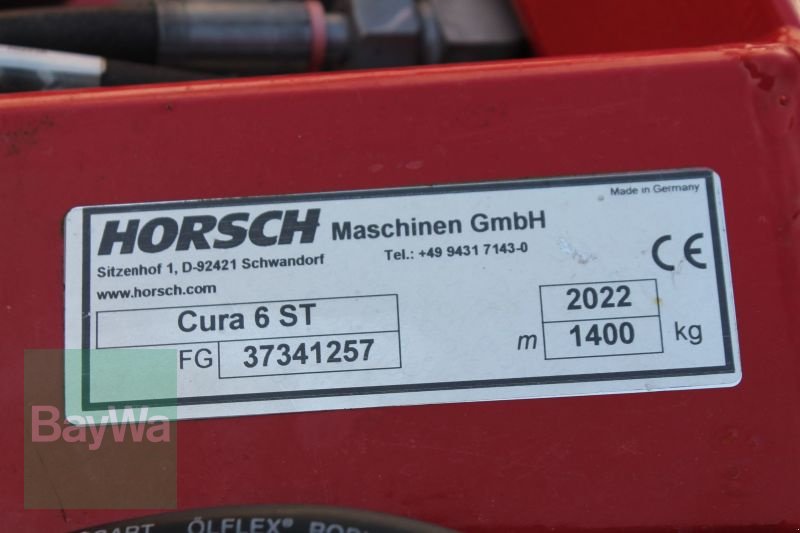 Made in Germany
HORSCH Maschinen GmbH
Sitzenhof 1, D-92421 Schwandorf Tel.: +49 9431 7143-0
www.horsch.com
CE
Cura 6 ST 2022
FG 37341257 m 1400 kg
BayWa
ÖLFLEX®